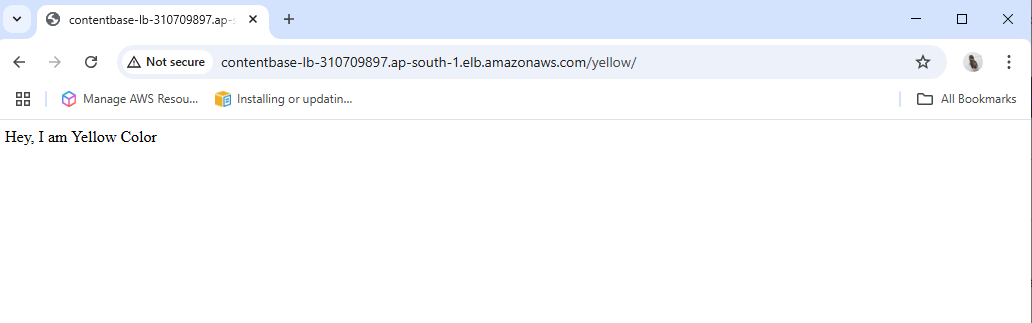 contentbase-lb-310709897.ap-s
Not secure
contentbase-lb-310709897.ap-south-1.elb.amazonaws.com/yellow/
Manage AWS Resou...
Installing or updatin...
All Bookmarks
Hey, I am Yellow Color